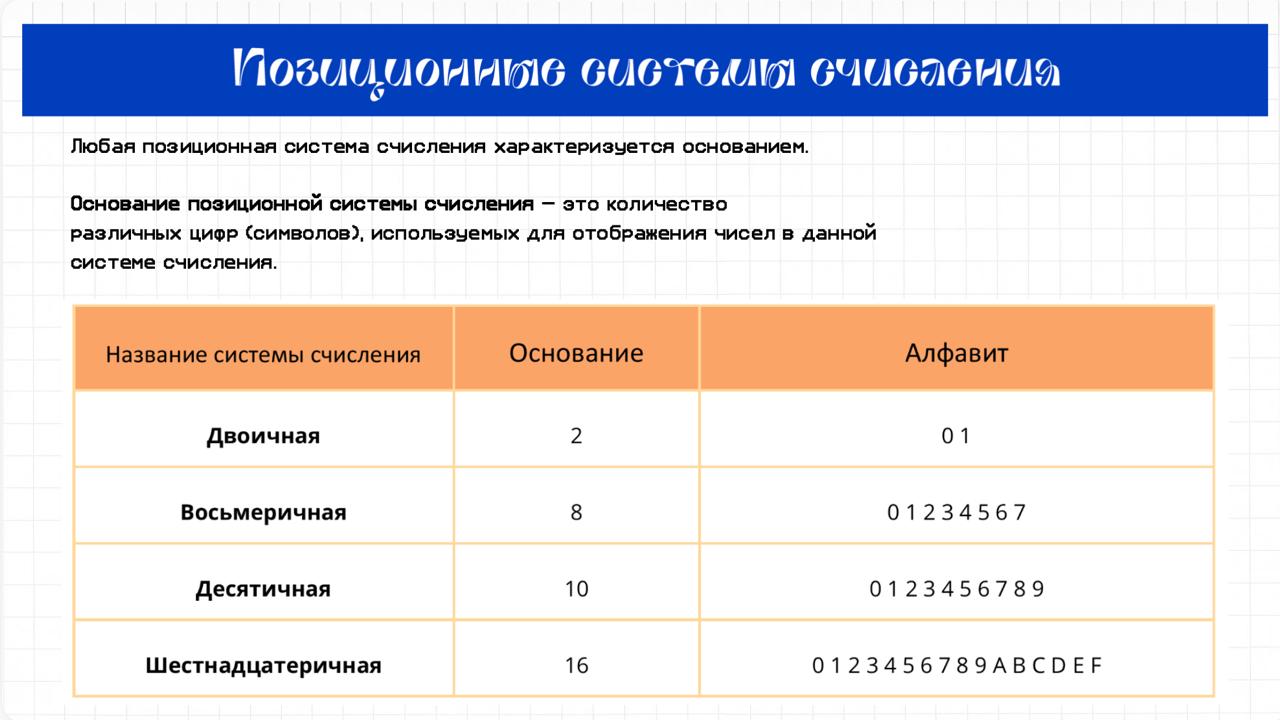 Позиционные системы счисления
Любая позиционная система счисления характеризуется основанием.
Основание позиционной системы счисления – это количество
различных цифр (символов), используемых для отображения чисел в данной
системе счисления.
Название системы счисления Основание Алфавит
Двоичная 2 0 1
Восьмеричная 8 0 1 2 3 4 5 6 7
Десятичная 10 0 1 2 3 4 5 6 7 8 9
Шестнадцатеричная 16 0 1 2 3 4 5 6 7 8 9 A B C D E F